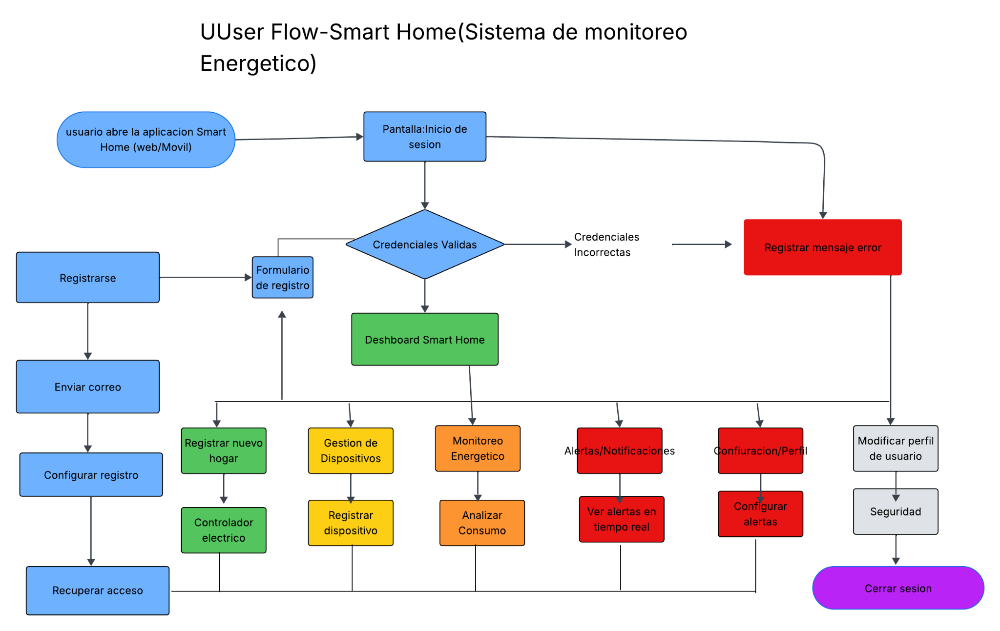 UUser Flow-Smart Home(Sistema de monitoreo
Energetico)
usuario abre la aplicacion Smart
Home (web/Movil)
Pantalla:Inicio de
sesion
Credenciales Validas
Credenciales
Incorrectas
Registrar mensaje error
Registrarse
Formulario
de registro
Deshboard Smart Home
Enviar correo
Configurar registro
Recuperar acceso
Registrar nuevo
hogar
Gestion de
Dispositivos
Monitoreo
Energetico
Alertas/Notificaciones
Confiuracion/Perfil
Modificar perfil
de usuario
Controlador
electrico
Registrar
dispositivo
Analizar
Consumo
Ver alertas en
tiempo real
Configurar
alertas
Seguridad
Cerrar sesion